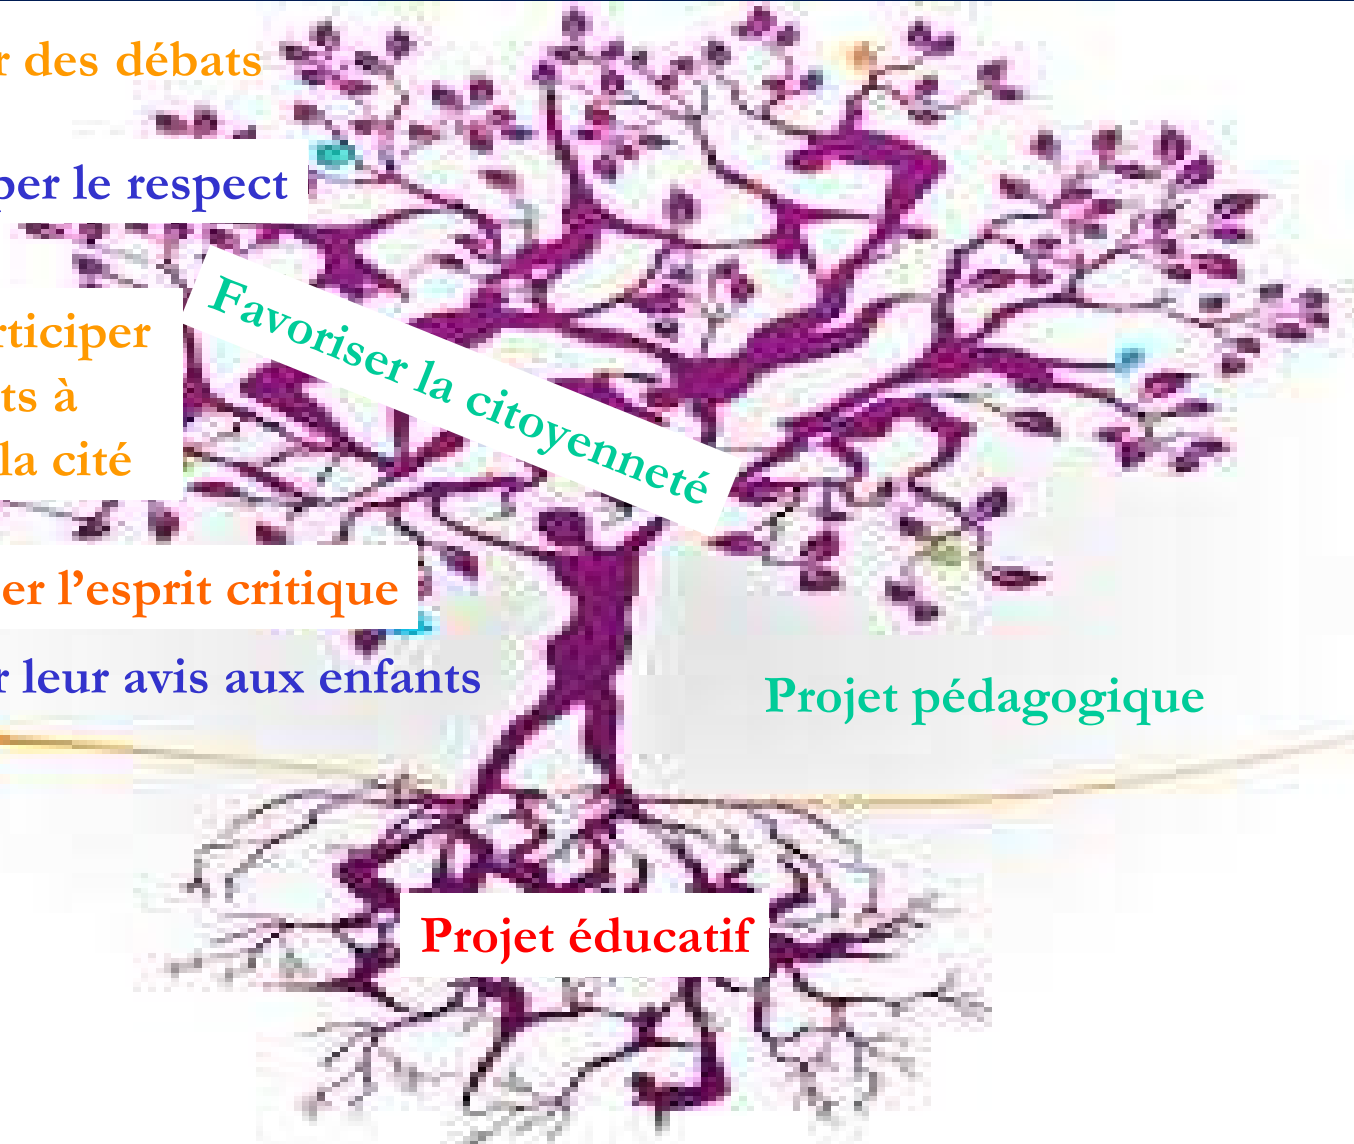 r des débats
per le respect
Favoriser la citoyenneté
rticiper
ts à
la cité
er l’esprit critique
r leur avis aux enfants
Projet pédagogique
Projet éducatif